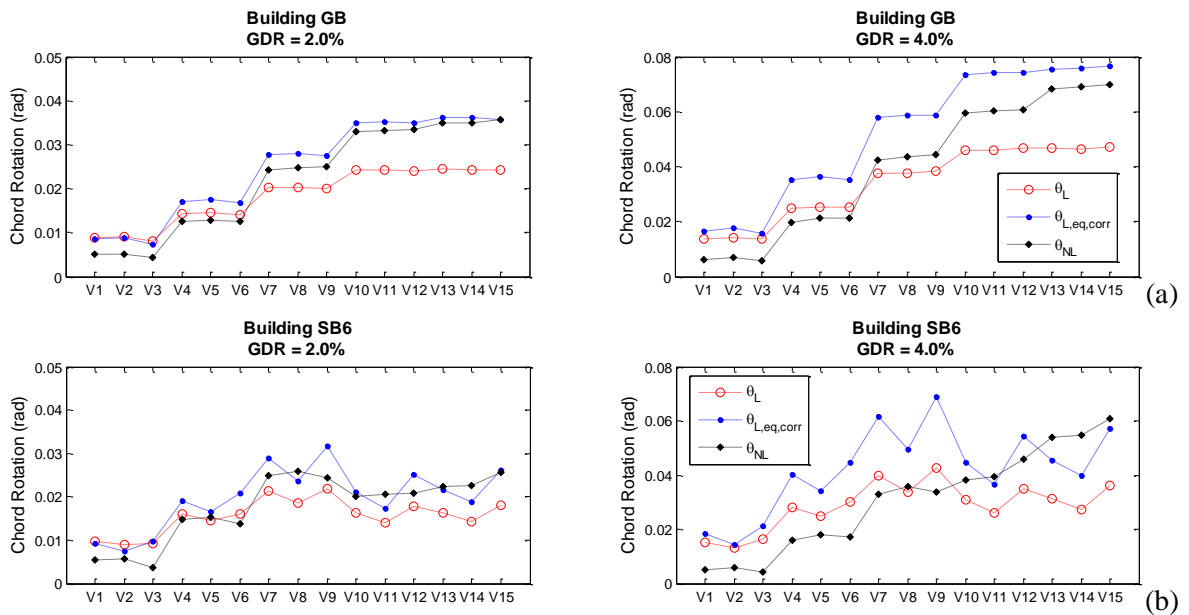 Building GB
GDR = 2.0%
Chord Rotation (rad)
0.05
0.04
0.03
0.02
0.01
0
V1 V2 V3 V4 V5 V6 V7 V8 V9 V10 V11 V12 V13 V14 V15
Building GB
GDR = 4.0%
Chord Rotation (rad)
0.08
0.06
0.04
0.02
0
θL
θL,eq,corr
θNL
V1 V2 V3 V4 V5 V6 V7 V8 V9 V10 V11 V12 V13 V14 V15
(a)
Building SB6
GDR = 2.0%
Chord Rotation (rad)
0.05
0.04
0.03
0.02
0.01
0
V1 V2 V3 V4 V5 V6 V7 V8 V9 V10 V11 V12 V13 V14 V15
Building SB6
GDR = 4.0%
Chord Rotation (rad)
0.08
0.06
0.04
0.02
0
θL
θL,eq,corr
θNL
V1 V2 V3 V4 V5 V6 V7 V8 V9 V10 V11 V12 V13 V14 V15
(b)